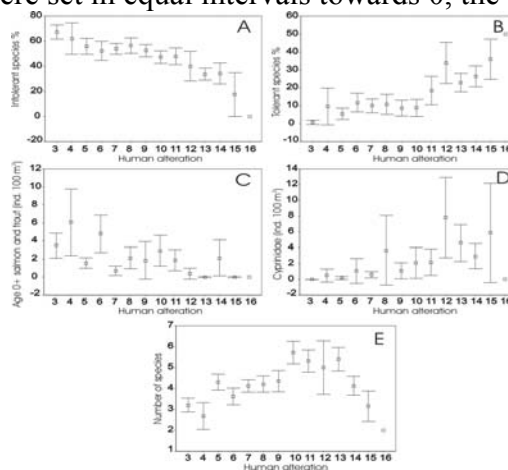 ere set in equal intervals towards 0, the
A
Intolerant species %
80
60
40
20
0
-20
3 4 5 6 7 8 9 10 11 12 13 14 15 16
Human alteration
B
Tolerant species %
60
50
40
30
20
10
0
-10
3 4 5 6 7 8 9 10 11 12 13 14 15 16
Human alteration
C
Age 0+ salmon and trout (ind. 100 m²)
12
10
8
6
4
2
0
-2
3 4 5 6 7 8 9 10 11 12 13 14 15 16
Human alteration
D
Cyprinidae (ind. 100 m²)
14
12
10
8
6
4
2
0
-2
3 4 5 6 7 8 9 10 11 12 13 14 15 16
Human alteration
E
Number of species
7
6
5
4
3
2
1
3 4 5 6 7 8 9 10 11 12 13 14 15 16
Human alteration